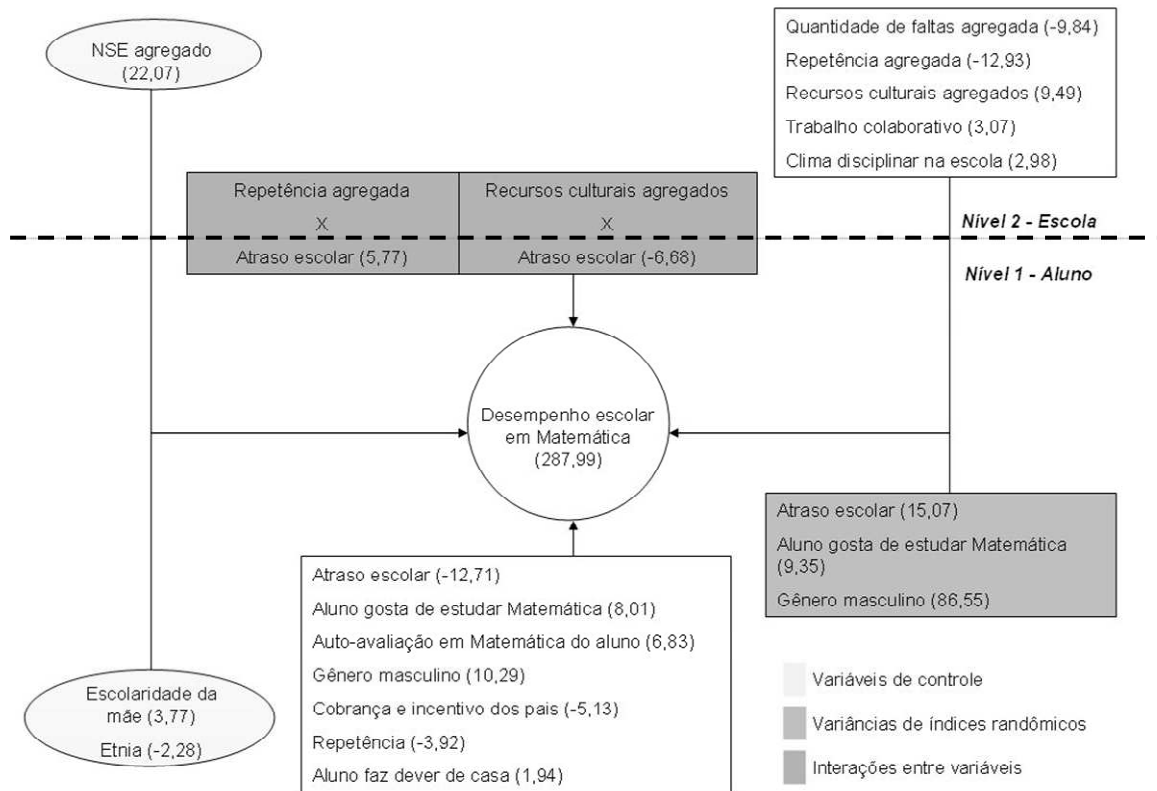 NSE agregado
(22,07)
Quantidade de faltas agregada (-9,84)
Repetência agregada (-12,93)
Recursos culturais agregados (9,49)
Trabalho colaborativo (3,07)
Clima disciplinar na escola (2,98)
Repetência agregada
X
Atraso escolar (5,77)
Recursos culturais agregados
X
Atraso escolar (-6,68)
Nível 2 - Escola
Nível 1 - Aluno
Desempenho escolar
em Matemática
(287,99)
Atraso escolar (15,07)
Aluno gosta de estudar Matemática
(9,35)
Gênero masculino (86,55)
Atraso escolar (-12,71)
Aluno gosta de estudar Matemática (8,01)
Auto-avaliação em Matemática do aluno (6,83)
Gênero masculino (10,29)
Cobrança e incentivo dos pais (-5,13)
Repetência (-3,92)
Aluno faz dever de casa (1,94)
Escolaridade da
mãe (3,77)
Etnia (-2,28)
Variáveis de controle
Variâncias de índices randômicos
Interações entre variáveis